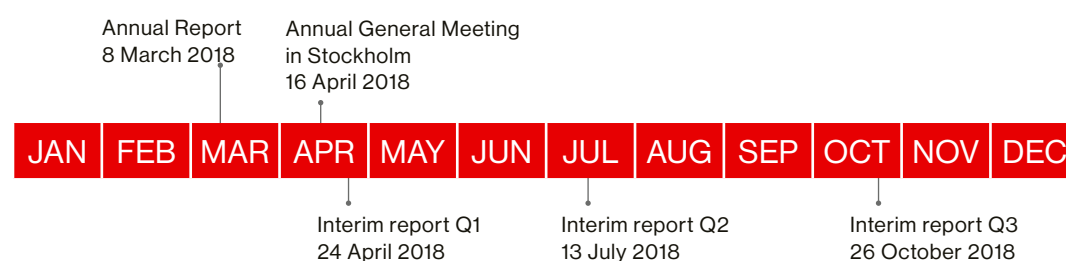 Annual Report
8 March 2018
Annual General Meeting
in Stockholm
16 April 2018
JAN FEB MAR APR MAY JUN JUL AUG SEP OCT NOV DEC
Interim report Q1
24 April 2018
Interim report Q2
13 July 2018
Interim report Q3
26 October 2018